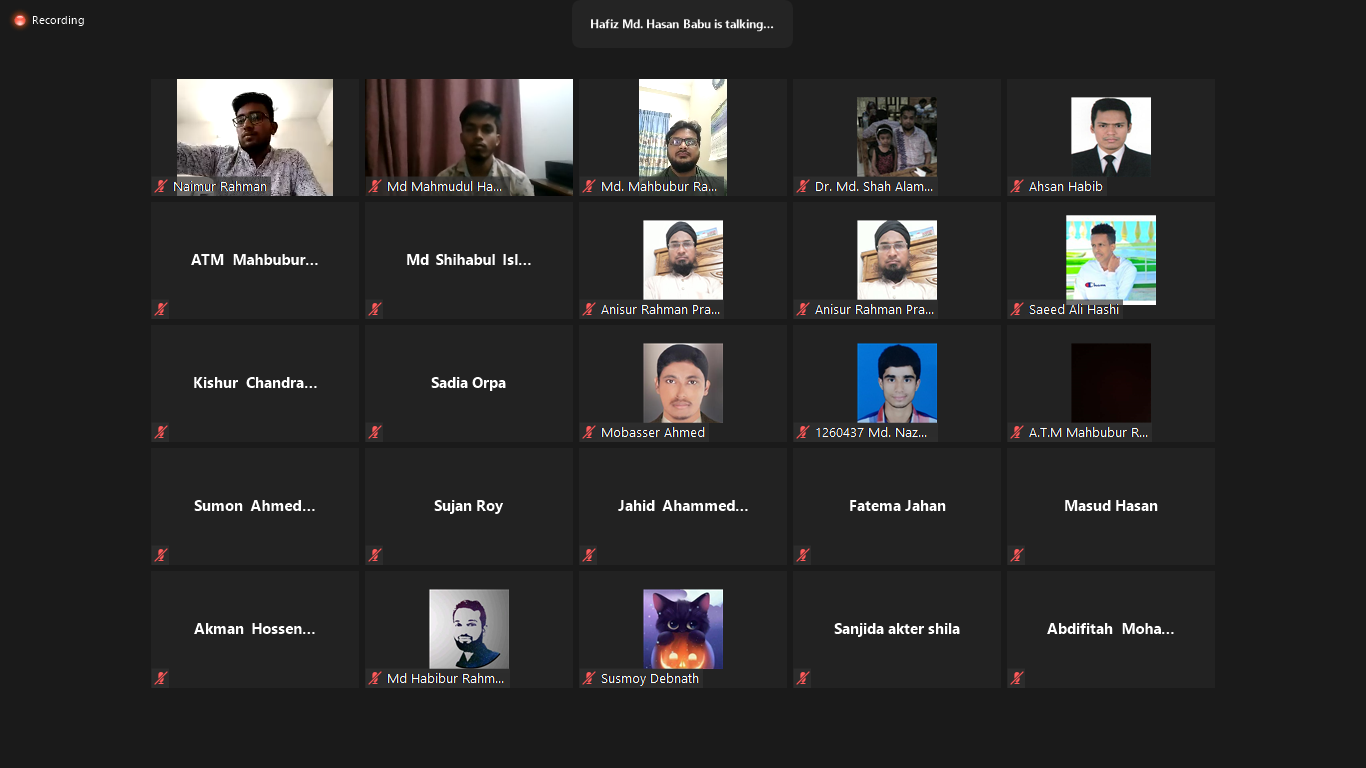 Recording
Hafiz Md. Hasan Babu is talking...
Naimur Rahman
Md Mahmudul Ha...
Md. Mahbubur Ra...
Dr. Md. Shah Alam...
Ahsan Habib
ATM Mahbubur...
Md Shihabul Isl...
Anisur Rahman Pra...
Anisur Rahman Pra...
Saeed Ali Hashi
Kishur Chandra...
Sadia Orpa
Mobasser Ahmed
1260437 Md. Naz...
A.T.M Mahbubur R...
Sumon Ahmed...
Sujan Roy
Jahid Ahammed...
Fatema Jahan
Masud Hasan
Akman Hossen...
Md Habibur Rahm...
Susmoy Debnath
Sanjida akter shila
Abdifitah Moha...